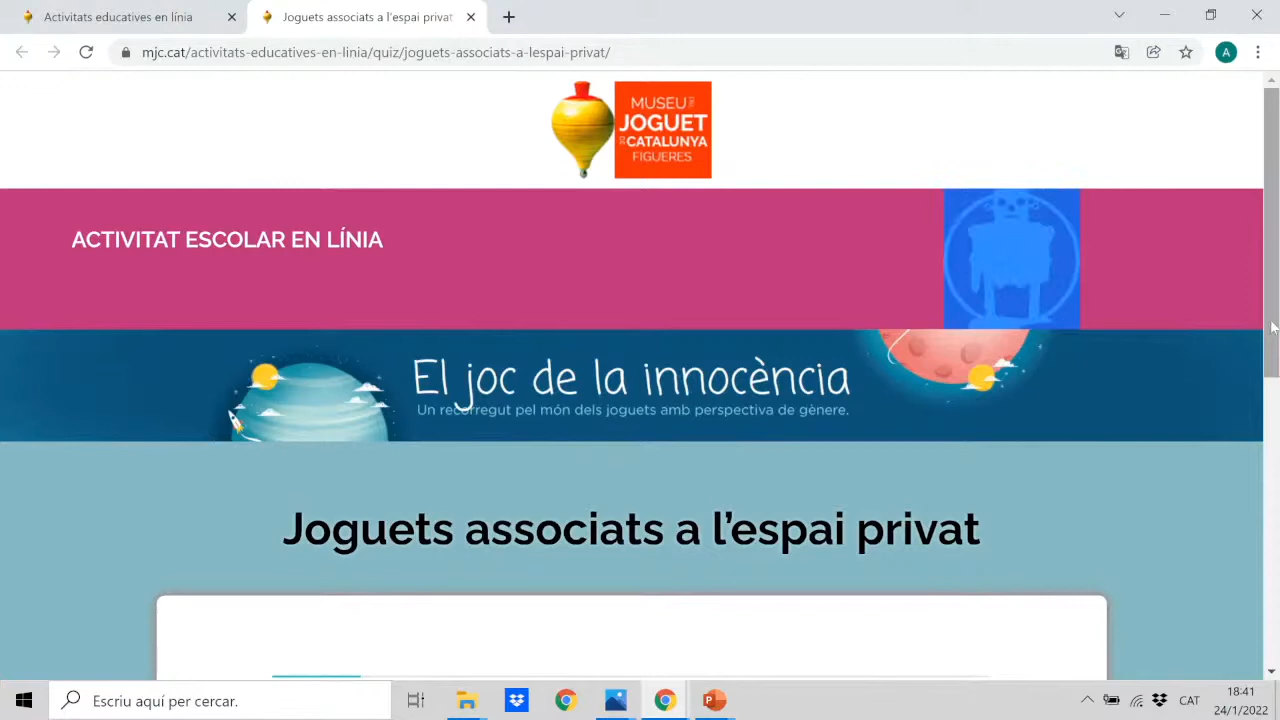 Activitats educatives en línia
Joguets associats a l'espai privat
mjc.cat/activitats-educatives-en-linia/quiz/joguets-associats-a-lespai-privat/
A
MUSEU
JOGUET
CATALUNYA
FIGUERES
ACTIVITAT ESCOLAR EN LÍNIA
El joc de la innocència
Un recorregut pel món dels joguets amb perspectiva de gènere.
Joguets associats a l'espai privat
Escriu aquí per cercar.
CAT
18:41
24/1/2022